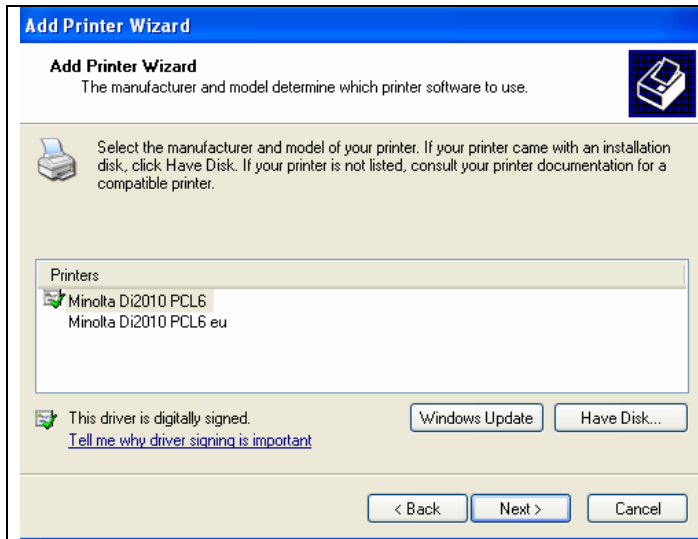 Add Printer Wizard
Add Printer Wizard
The manufacturer and model determine which printer software to use.
Select the manufacturer and model of your printer. If your printer came with an installation
disk, click Have Disk. If your printer is not listed, consult your printer documentation for a
compatible printer.
Printers
Minolta Di2010 PCL6
Minolta Di2010 PCL6 eu
This driver is digitally signed.
Tell me why driver signing is important
Windows Update
Have Disk...
< Back
Next >
Cancel